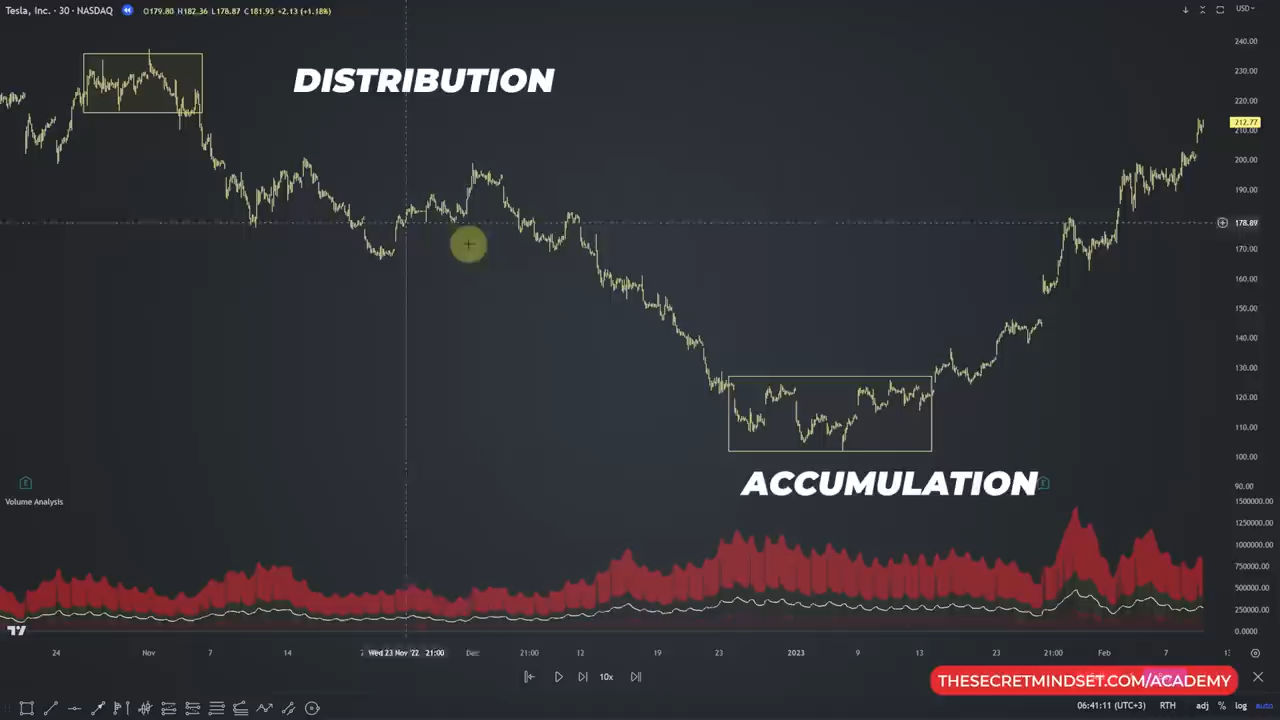 Tesla, Inc. · 30 · NASDAQ O179.80 H182.36 L178.87 C181.93 +2.13 (+1.18%)
USD
240.00
DISTRIBUTION
230.00
220.00
212.77
210.00
200.00
190.00
178.89
170.00
160.00
150.00
140.00
130.00
120.00
110.00
100.00
ACCUMULATION
90.00
Volume Analysis
1500000.00
1250000.00
1000000.00
750000.00
500000.00
250000.00
0.0000
24 Nov 7 14 Wed 23 Nov '22 21:00 Dec 21:00 12 19 23 2023 9 13 23 21:00 Feb 7
10x
THESECRETMINDSET.COM/ACADEMY
06:41:11 (UTC+3) RTH adj % log auto